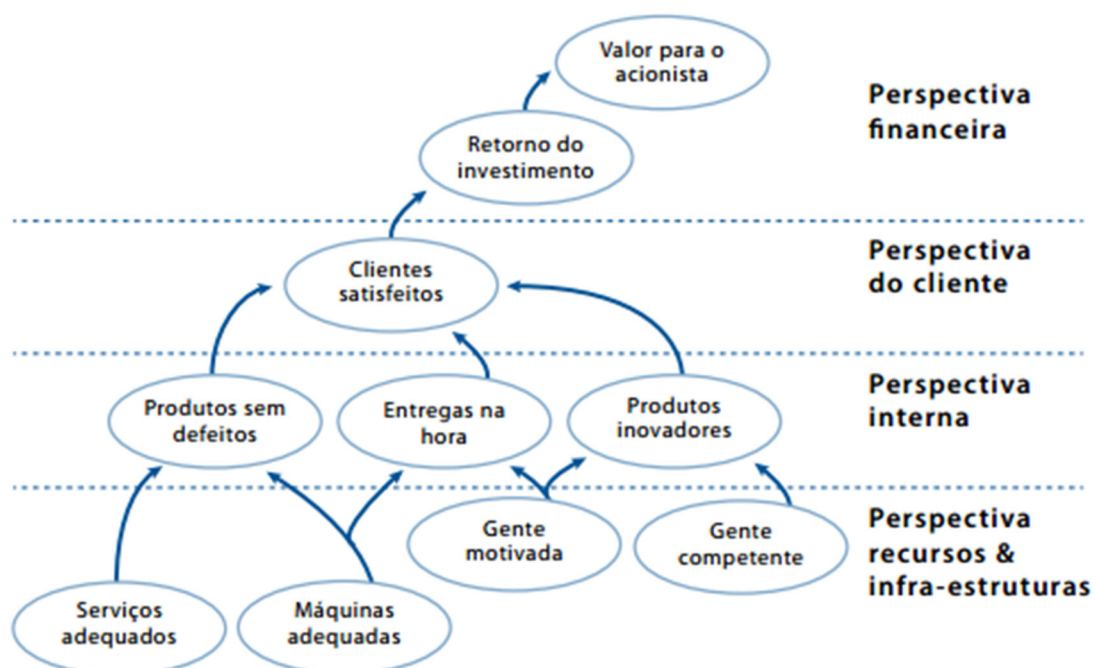 Valor para o
acionista
Perspectiva
financeira
Retorno do
investimento
Perspectiva
do cliente
Clientes
satisfeitos
Perspectiva
interna
Produtos sem
defeitos
Entregas na
hora
Produtos
inovadores
Perspectiva
recursos &
infra-estruturas
Gente
motivada
Gente
competente
Serviços
adequados
Máquinas
adequadas